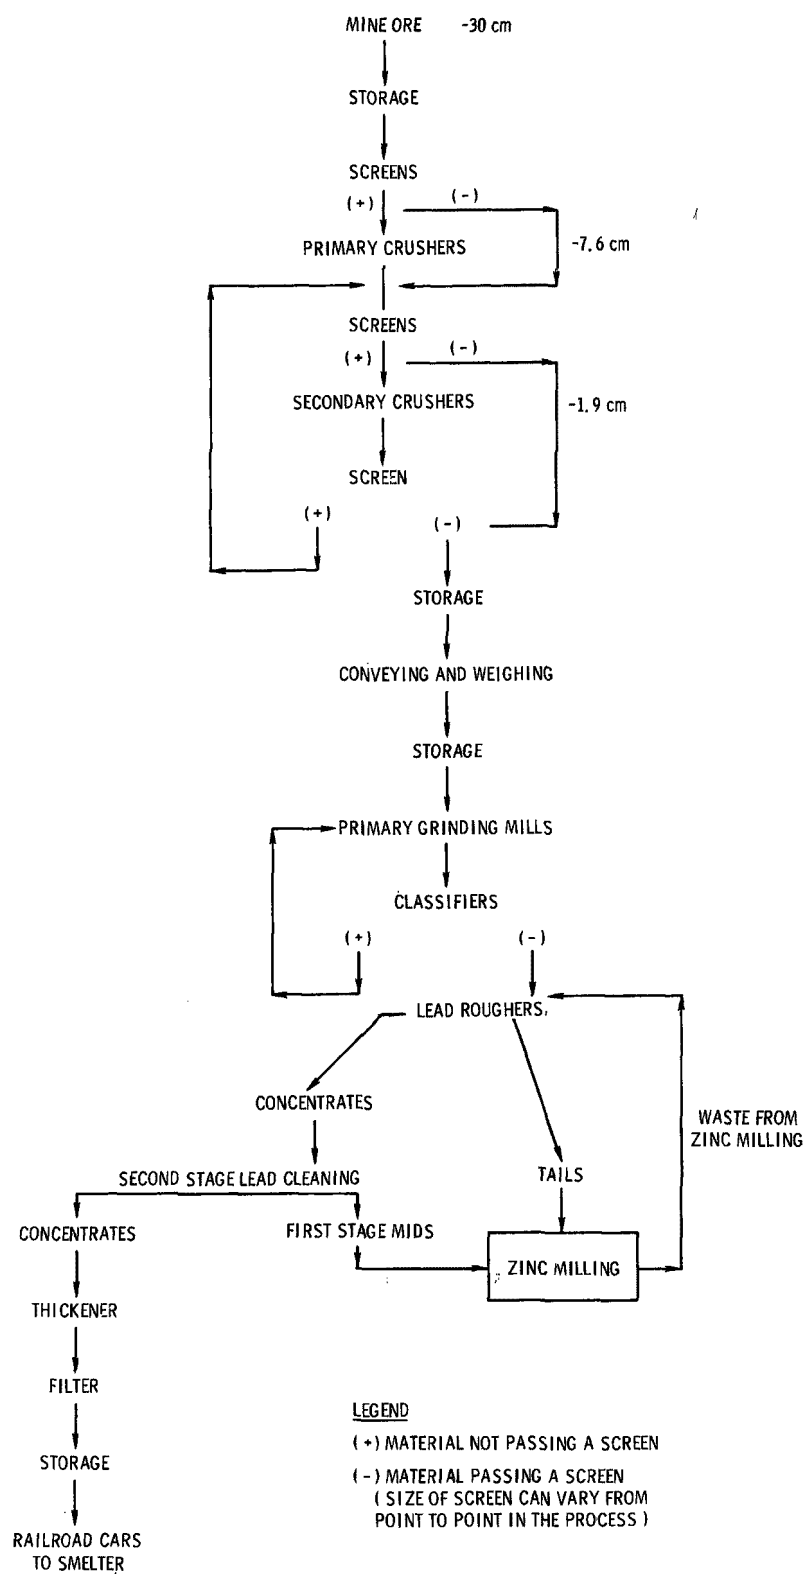 MINE ORE -30 cm
STORAGE
SCREENS
(+) (-)
PRIMARY CRUSHERS -7.6 cm
SCREENS
(+) (-)
SECONDARY CRUSHERS -1.9 cm
SCREEN
(+) (-)
STORAGE
CONVEYING AND WEIGHING
STORAGE
PRIMARY GRINDING MILLS
CLASSIFIERS
(+) (-)
LEAD ROUGHERS
CONCENTRATES
WASTE FROM
ZINC MILLING
SECOND STAGE LEAD CLEANING
TAILS
CONCENTRATES
FIRST STAGE MIDS
ZINC MILLING
THICKENER
FILTER
STORAGE
RAILROAD CARS
TO SMELTER
LEGEND
(+) MATERIAL NOT PASSING A SCREEN
(-) MATERIAL PASSING A SCREEN
( SIZE OF SCREEN CAN VARY FROM
POINT TO POINT IN THE PROCESS )